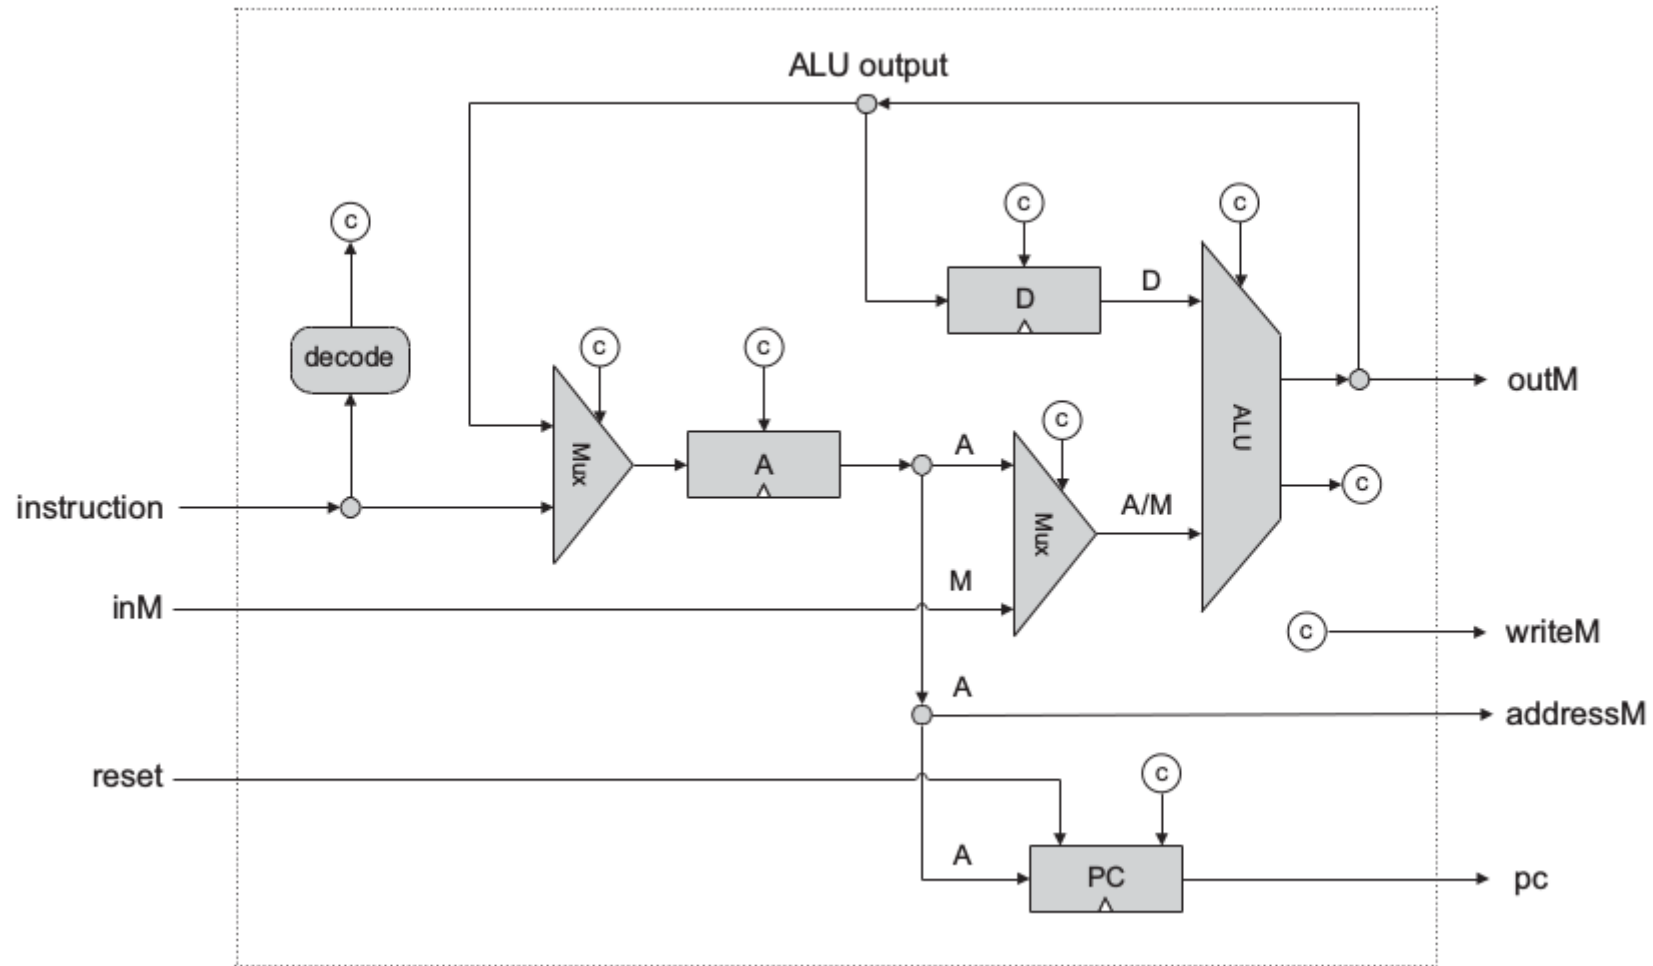 ALU output
c
c
c
D
D
decode
c
c
c
outM
ALU
Mux
A
A
Mux
A/M
c
instruction
M
inM
c
writeM
A
addressM
reset
c
A
PC
pc